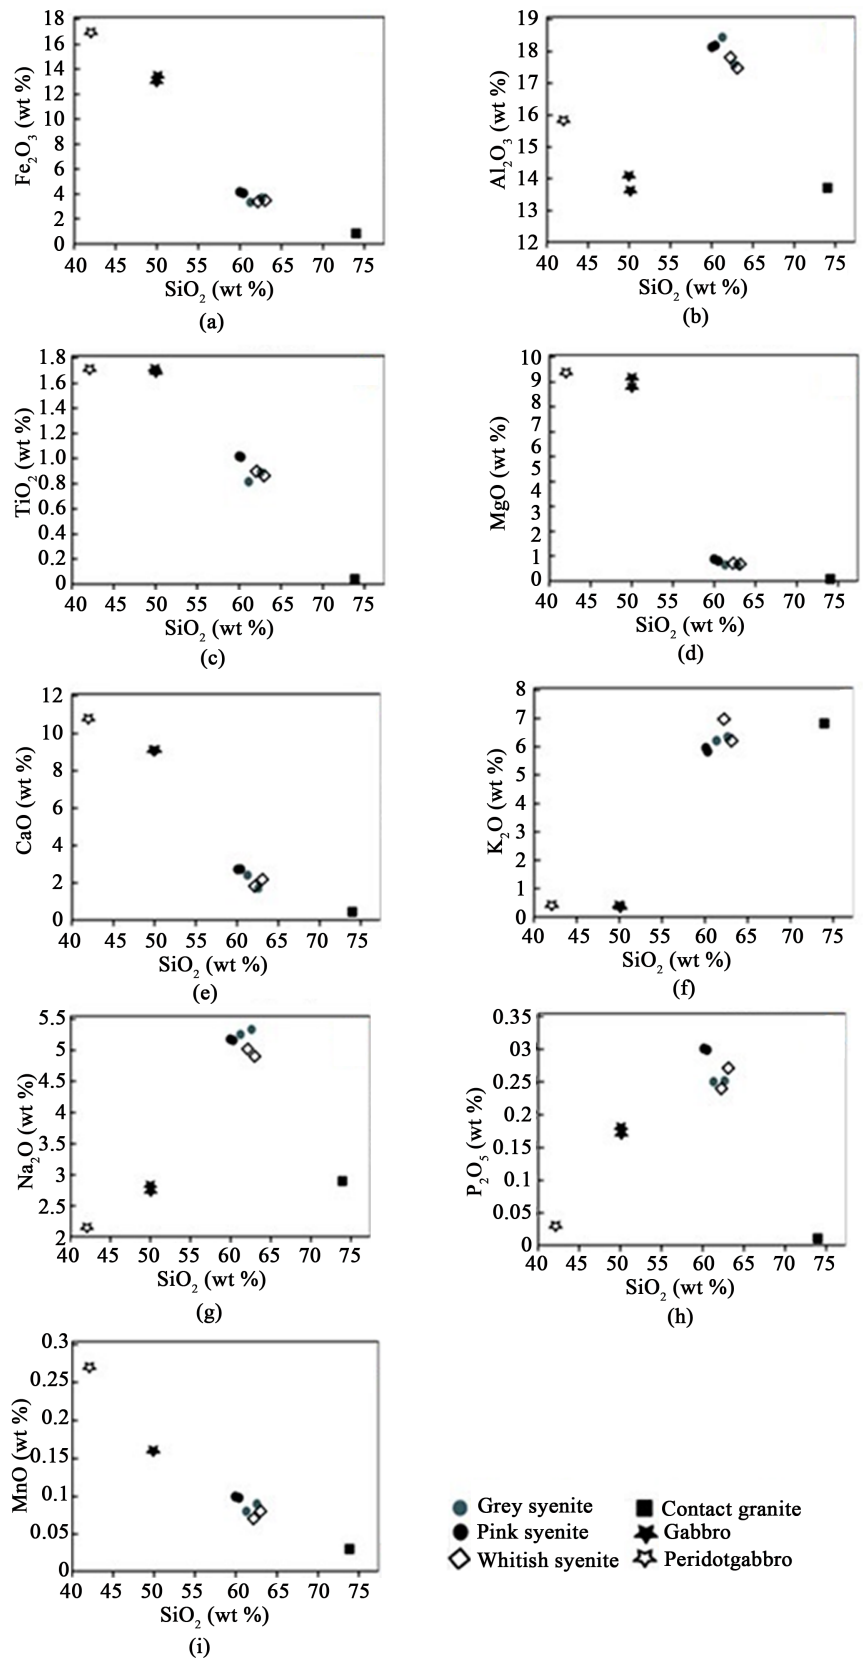 18
16
14
12
10
8
6
4
2
0
Fe2O3 (wt %)
40 45 50 55 60 65 70 75
SiO2 (wt %)
(a)
19
18
17
16
15
14
13
12
Al2O3 (wt %)
40 45 50 55 60 65 70 75
SiO2 (wt %)
(b)
1.8
1.6
1.4
1.2
1.0
0.8
0.6
0.4
0.2
0
TiO2 (wt %)
40 45 50 55 60 65 70 75
SiO2 (wt %)
(c)
10
9
8
7
6
5
4
3
2
1
0
MgO (wt %)
40 45 50 55 60 65 70 75
SiO2 (wt %)
(d)
12
10
8
6
4
2
0
CaO (wt %)
40 45 50 55 60 65 70 75
SiO2 (wt %)
(e)
8
7
6
5
4
3
2
1
0
K2O (wt %)
40 45 50 55 60 65 70 75
SiO2 (wt %)
(f)
5.5
5
4.5
4
3.5
3
2.5
2
Na2O (wt %)
40 45 50 55 60 65 70 75
SiO2 (wt %)
(g)
0.35
03
0.25
0.2
0.15
0.1
0.05
0
P2O5 (wt %)
40 45 50 55 60 65 70 75
SiO2 (wt %)
(h)
0.3
0.25
0.2
0.15
0.1
0.05
0
MnO (wt %)
40 45 50 55 60 65 70 75
SiO2 (wt %)
(i)
Grey syenite
Pink syenite
Whitish syenite
Contact granite
Gabbro
Peridotgabbro